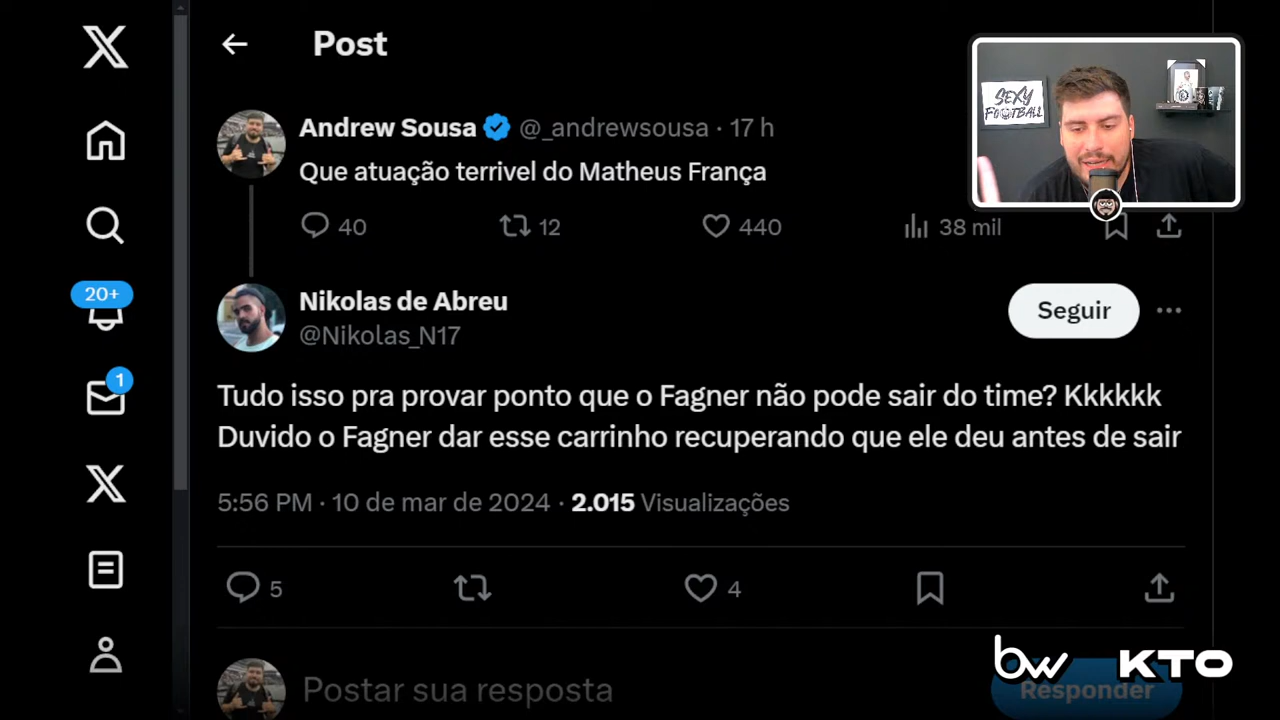 Post
SEXY
FOOTBALL
Andrew Sousa @_andrewsousa · 17 h
Que atuação terrivel do Matheus França
40 12 440 38 mil
20+
Nikolas de Abreu
@Nikolas_N17
Seguir
1
Tudo isso pra provar ponto que o Fagner não pode sair do time? Kkkkkk
Duvido o Fagner dar esse carrinho recuperando que ele deu antes de sair
5:56 PM · 10 de mar de 2024 · 2.015 Visualizações
5 4
bw KTO
Postar sua resposta
Responder